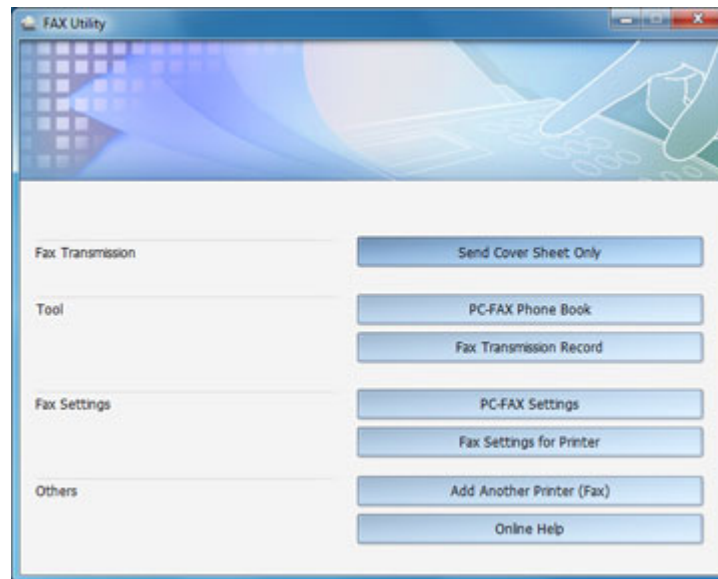 FAX Utility
Fax Transmission
Send Cover Sheet Only
Tool
PC-FAX Phone Book
Fax Transmission Record
Fax Settings
PC-FAX Settings
Fax Settings for Printer
Others
Add Another Printer (Fax)
Online Help